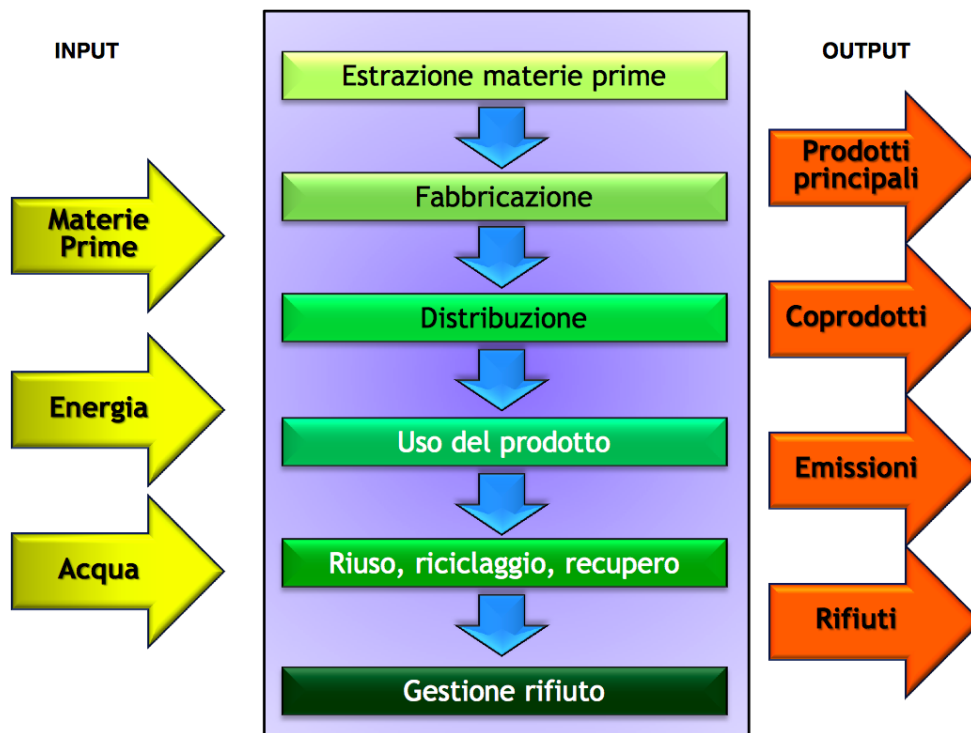 INPUT
Materie
Prime
Energia
Acqua
Estrazione materie prime
Fabbricazione
Distribuzione
Uso del prodotto
Riuso, riciclaggio, recupero
Gestione rifiuto
OUTPUT
Prodotti
principali
Coprodotti
Emissioni
Rifiuti